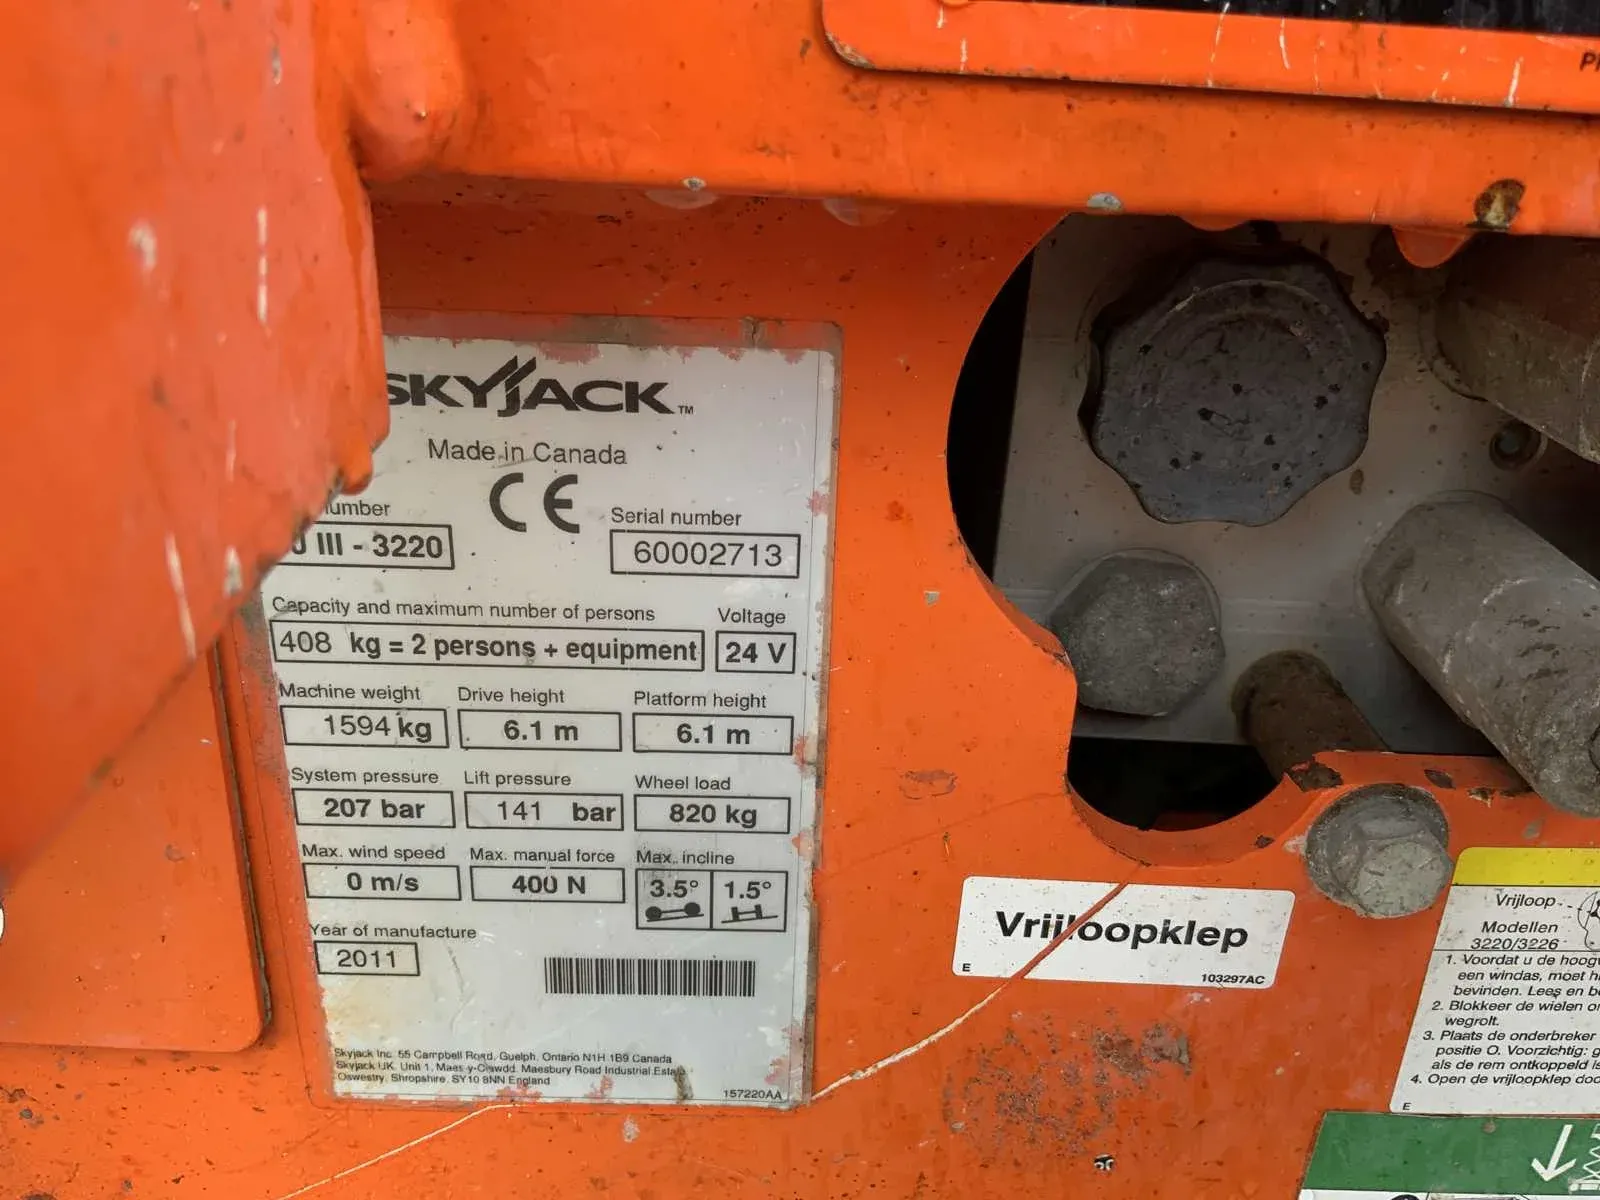 SKYJACK™
Made in Canada
CE
Serial number
III - 3220
60002713
Capacity and maximum number of persons
Voltage
408 kg = 2 persons + equipment
24 V
Machine weight
Drive height
Platform height
1594 kg
6.1 m
6.1 m
System pressure
Lift pressure
Wheel load
207 bar
141 bar
820 kg
Max. wind speed
Max. manual force
Max. incline
0 m/s
400 N
3.5°
1.5°
Year of manufacture
2011
Skyjack Inc. 55 Campbell Road, Guelph, Ontario N1H 1B9 Canada
Skyjack UK, Unit 1, Maes-y-Clawdd, Maesbury Road Industrial
Oswestry, Shropshire, SY10 8NN England
157220AA
Vrijloopklep
E
103297AC
Vrijloop
Modellen
3220/3226
1. Voordat u de
een windas, moet
bevinden. Lees en
2. Blokkeer de wielen
wegrolt.
3. Plaats de onderbreker
positie O. Voorzichtig:
als de rem ontkoppeld
4. Open de vrijloopklep
E